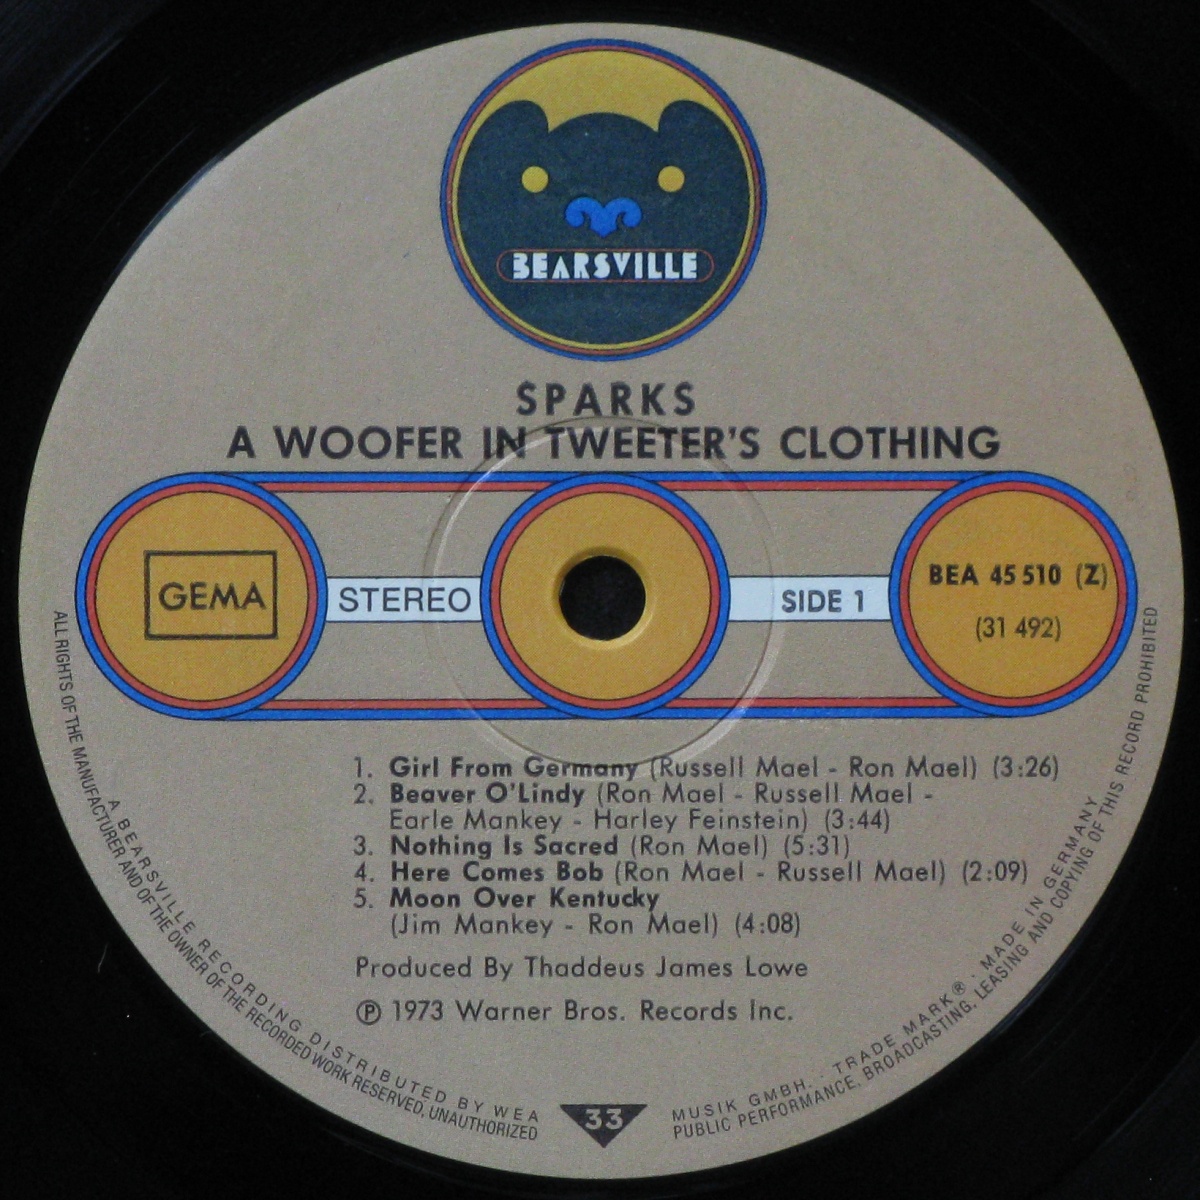 BEARSVILLE
SPARKS
A WOOFER IN TWEETER'S CLOTHING
GEMA
STEREO
SIDE 1
BEA 45 510 (Z)
(31 492)
1. Girl From Germany (Russell Mael - Ron Mael) (3:26)
2. Beaver O'Lindy (Ron Mael - Russell Mael -
Earle Mankey - Harley Feinstein) (3:44)
3. Nothing Is Sacred (Ron Mael) (5:31)
4. Here Comes Bob (Ron Mael - Russell Mael) (2:09)
5. Moon Over Kentucky
(Jim Mankey - Ron Mael) (4:08)
Produced By Thaddeus James Lowe
℗ 1973 Warner Bros. Records Inc.
A BEARSVILLE RECORDING DISTRIBUTED BY WEA MUSIK GMBH. . TRADE MARK® . MADE IN GERMANY
ALL RIGHTS OF THE MANUFACTURER AND OF THE OWNER OF THE RECORDED WORK RESERVED, UNAUTHORIZED PUBLIC PERFORMANCE, BROADCASTING, LEASING AND COPYING OF THIS RECORD PROHIBITED
33